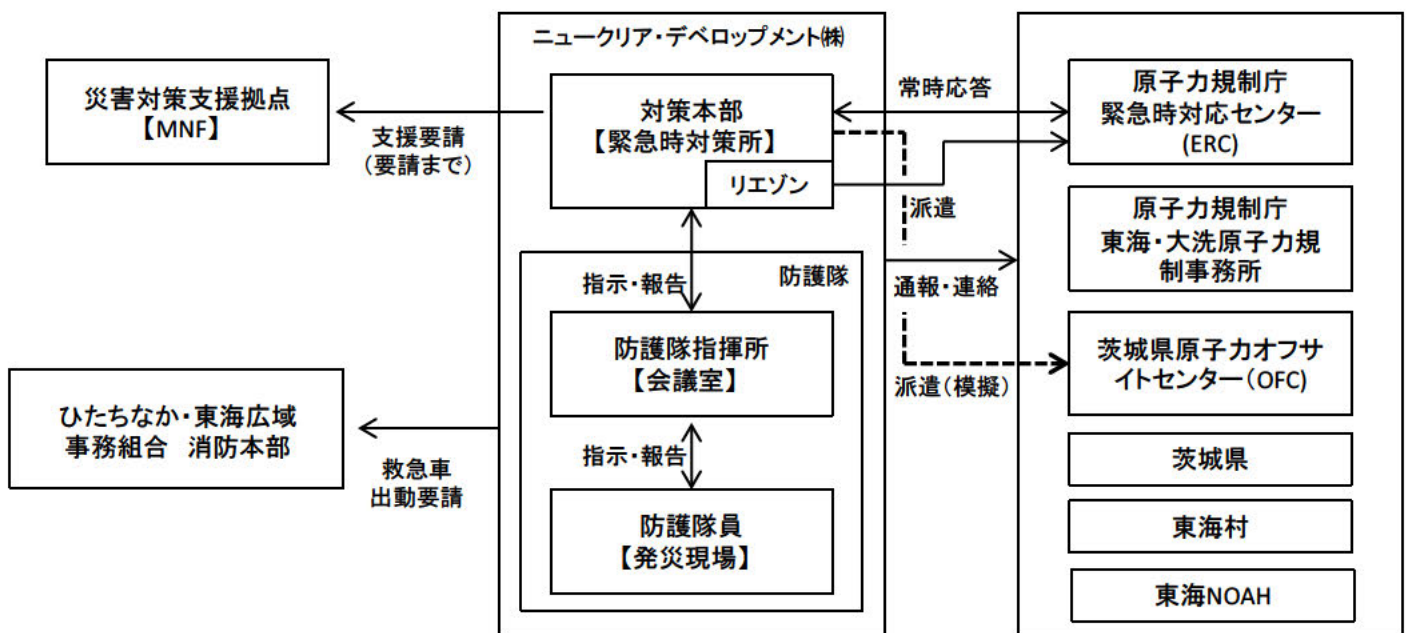 ニュークリア・デベロップメント㈱
災害対策支援拠点
【MNF】
支援要請
（要請まで）
対策本部
【緊急時対策所】
リエゾン
常時応答
派遣
原子力規制庁
緊急時対応センター
(ERC)
原子力規制庁
東海・大洗原子力規
制事務所
通報・連絡
指示・報告
防護隊
防護隊指揮所
【会議室】
派遣（模擬）
茨城県原子力オフサ
イトセンター（OFC)
ひたちなか・東海広域
事務組合　消防本部
救急車
出動要請
指示・報告
防護隊員
【発災現場】
茨城県
東海村
東海NOAH